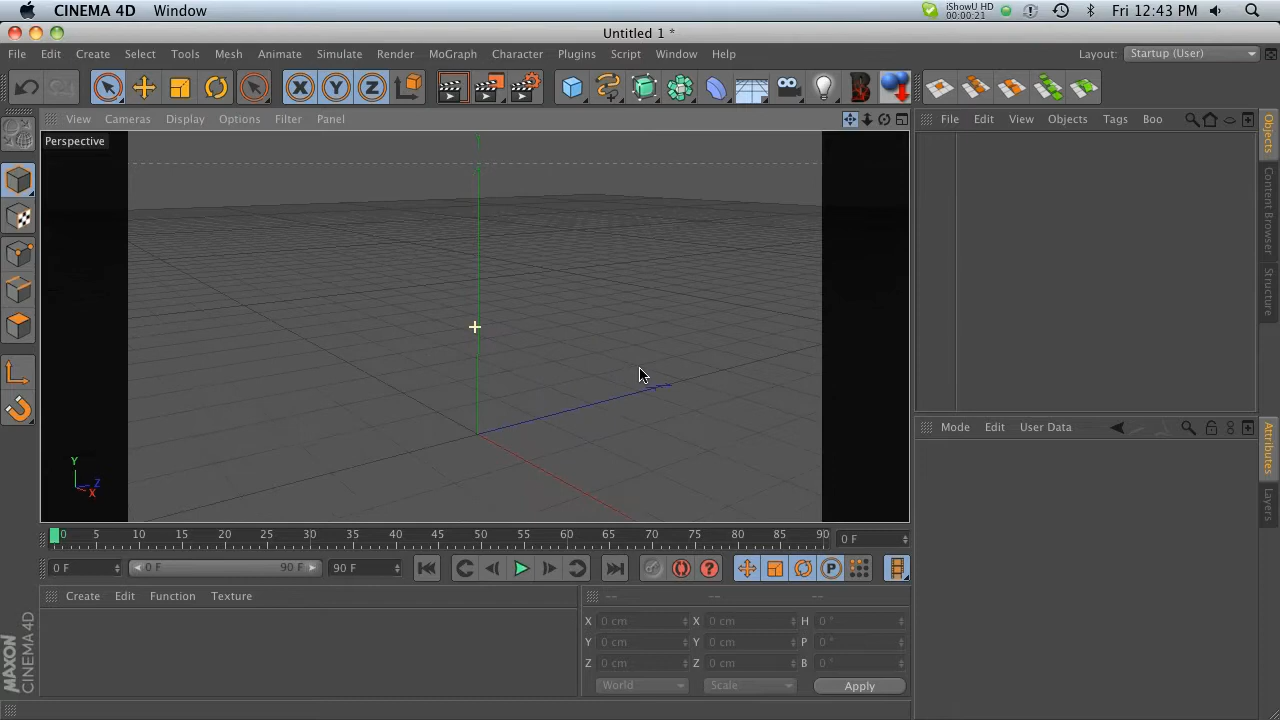 CINEMA 4D Window iShowU HD 00:00:21 Fri 12:43 PM
Untitled 1 *
File Edit Create Select Tools Mesh Animate Simulate Render MoGraph Character Plugins Script Window Help Layout: Startup (User)
X Y Z B
View Cameras Display Options Filter Panel
File Edit View Objects Tags Boo
Perspective
Objects
Content Browser
Structure
Y
Z
X
Mode Edit User Data
Attributes
Layers
0 5 10 15 20 25 30 35 40 45 50 55 60 65 70 75 80 85 90 0 F
0 F 0 F 90 F 90 F P
Create Edit Function Texture
-- -- --
X 0 cm X 0 cm H 0 °
Y 0 cm Y 0 cm P 0 °
Z 0 cm Z 0 cm B 0 °
World Scale Apply
MAXON CINEMA 4D